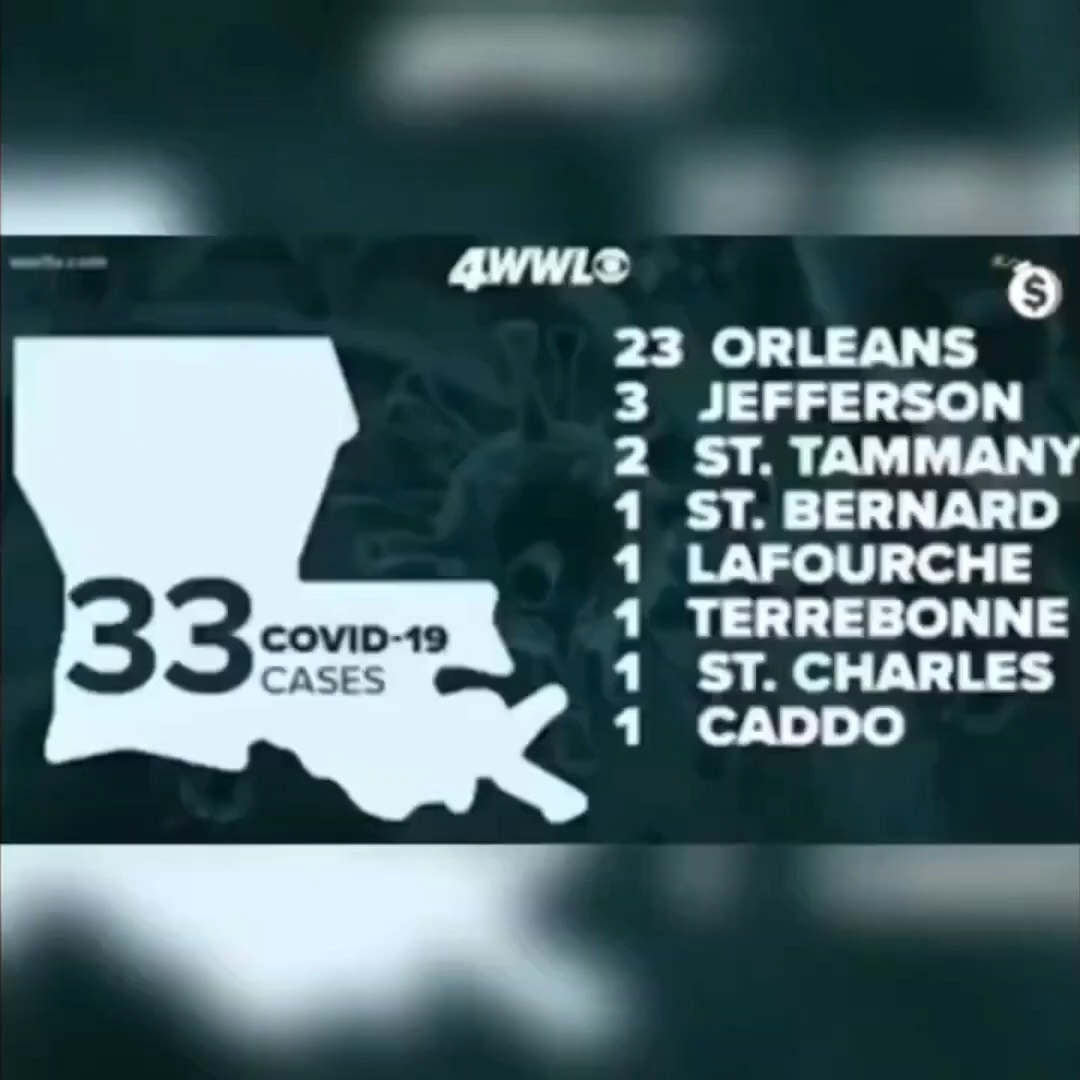 4WWL
$
23 ORLEANS
3 JEFFERSON
2 ST. TAMMANY
1 ST. BERNARD
1 LAFOURCHE
1 TERREBONNE
1 ST. CHARLES
1 CADDO
33 COVID-19
CASES